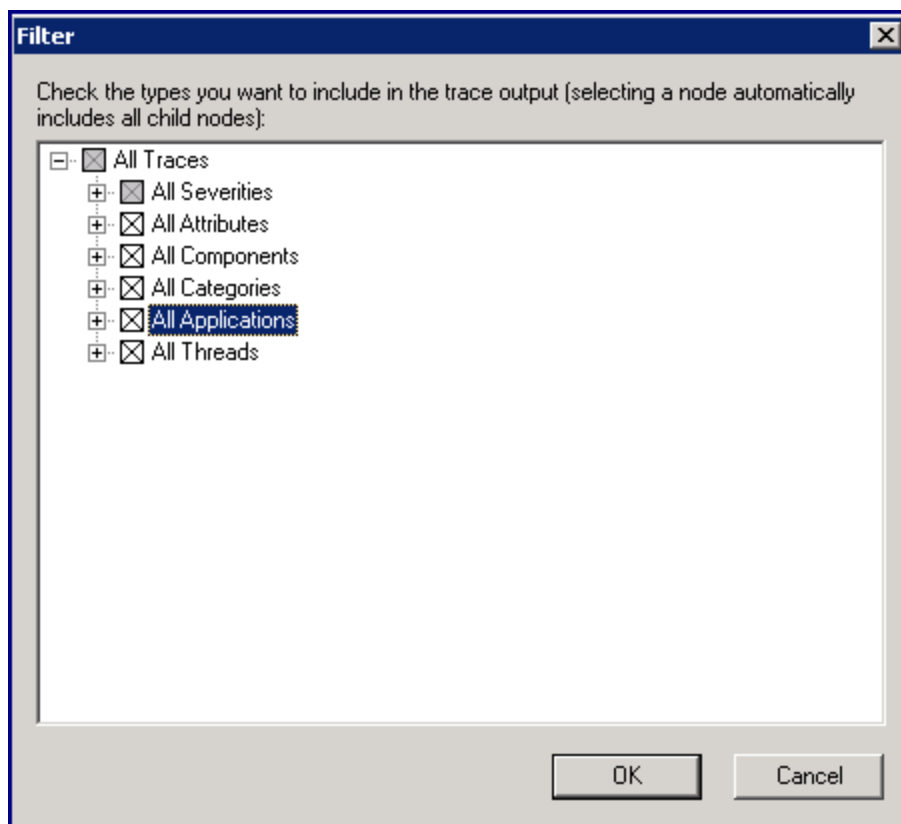 Filter
Check the types you want to include in the trace output (selecting a node automatically
includes all child nodes):
All Traces
All Severities
All Attributes
All Components
All Categories
All Applications
All Threads
OK
Cancel